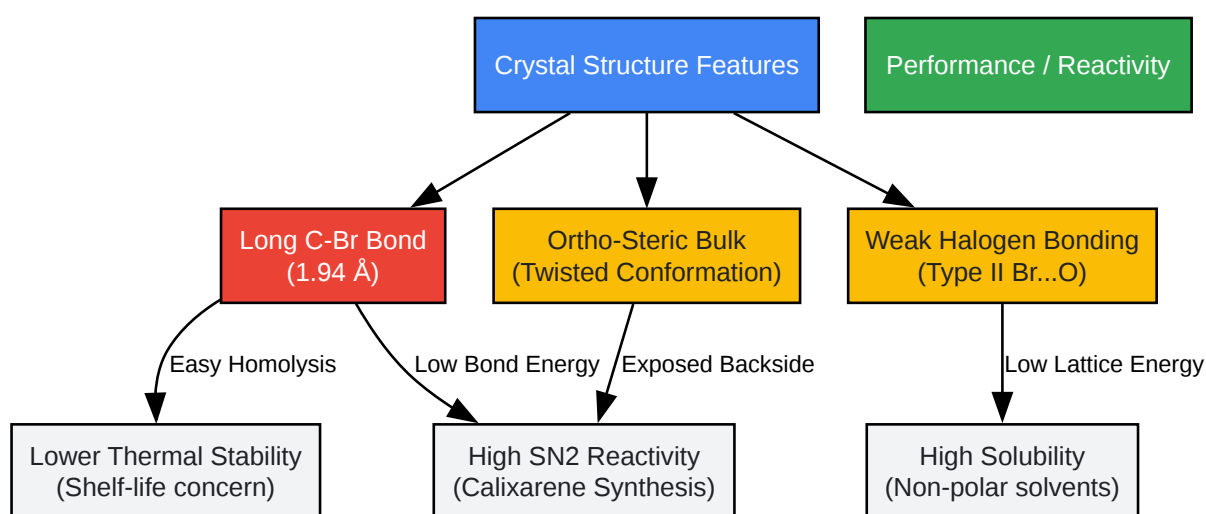 Crystal Structure Features
Performance / Reactivity
Long C-Br Bond
(1.94 Å)
Ortho-Steric Bulk
(Twisted Conformation)
Weak Halogen Bonding
(Type II Br...O)
Easy Homolysis
Low Bond Energy
Exposed Backside
Low Lattice Energy
Lower Thermal Stability
(Shelf-life concern)
High SN2 Reactivity
(Calixarene Synthesis)
High Solubility
(Non-polar solvents)